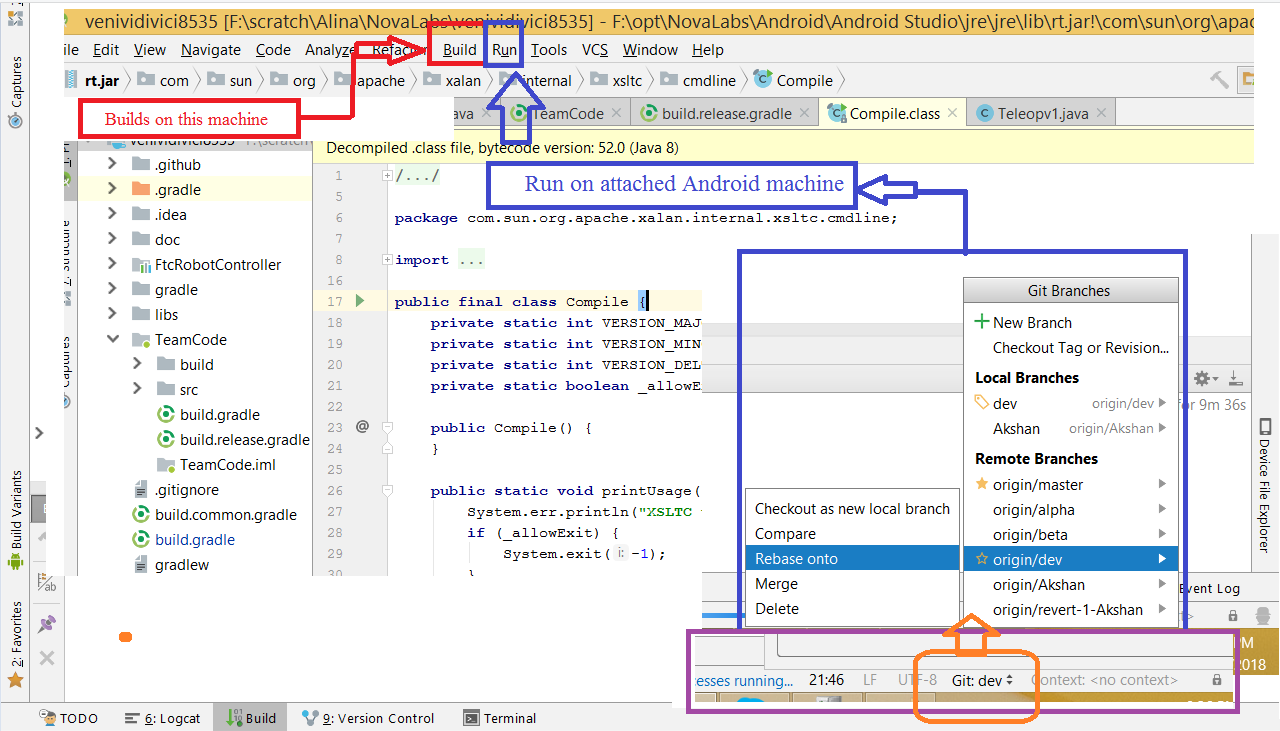 venividivici8535 [F:\scratch\Alina\NovaLabs\venividivici8535] - F:\opt\NovaLabs\Android\Android Studio\jre\jre\lib\rt.jar!\com\sun\org\apac
ile Edit View Navigate Code Analyze Refactor Build Run Tools VCS Window Help
rt.jar com sun org apache xalan internal xsltc cmdline Compile
Captures
Builds on this machine
ava TeamCode build.release.gradle Compile.class Teleopv1.java
Decompiled .class file, bytecode version: 52.0 (Java 8)
Run on attached Android machine
venividivici8535 F:\scratch
.github
.gradle
.idea
doc
FtcRobotController
gradle
libs
TeamCode
build
src
build.gradle
build.release.gradle
TeamCode.iml
.gitignore
build.common.gradle
build.gradle
gradlew
1 /.../
5
6 package com.sun.org.apache.xalan.internal.xsltc.cmdline;
7
8 import ...
16
17 public final class Compile {
18 private static int VERSION_MAJ
19 private static int VERSION_MIN
20 private static int VERSION_DEL
21 private static boolean _allowE
22
23 @ public Compile() {
24 }
25
26 public static void printUsage(
27 System.err.println("XSLTC
28 if (_allowExit) {
29 System.exit( i: -1);
30 }
Git Branches
New Branch
Checkout Tag or Revision...
Local Branches
dev origin/dev
Akshan origin/Akshan
Remote Branches
origin/master
origin/alpha
origin/beta
origin/dev
origin/Akshan
origin/revert-1-Akshan
Checkout as new local branch
Compare
Rebase onto
Merge
Delete
for 9m 36s
Device File Explorer
Event Log
PM
2018
esses running... 21:46 LF UTF-8 Git: dev Context: <no context>
Build Variants
2: Favorites
TODO 6: Logcat Build 9: Version Control Terminal